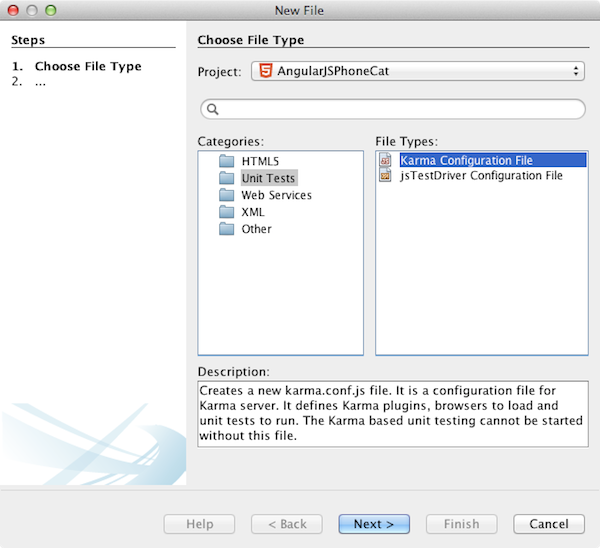 New File
Steps
1. Choose File Type
2. ...
Choose File Type
Project: AngularJSPhoneCat
Categories:
HTML5
Unit Tests
Web Services
XML
Other
File Types:
Karma Configuration File
jsTestDriver Configuration File
Description:
Creates a new karma.conf.js file. It is a configuration file for
Karma server. It defines Karma plugins, browsers to load and
unit tests to run. The Karma based unit testing cannot be started
without this file.
Help < Back Next > Finish Cancel